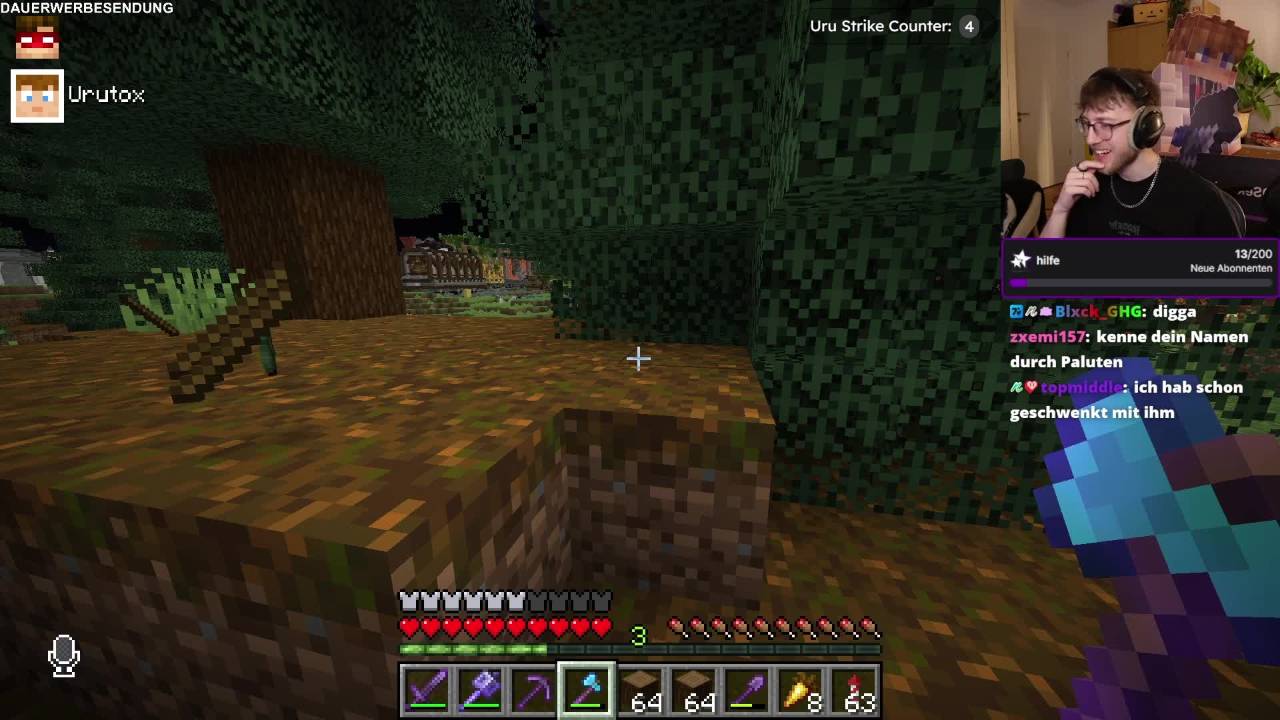 DAUERWERBESENDUNG
Urutox
Uru Strike Counter: 4
hilfe
13/200
Neue Abonnenten
Blxck_GHG: digga
zxemi157: kenne dein Namen
durch Paluten
topmiddle: ich hab schon
geschwenkt mit ihm
3
64
64
8
63